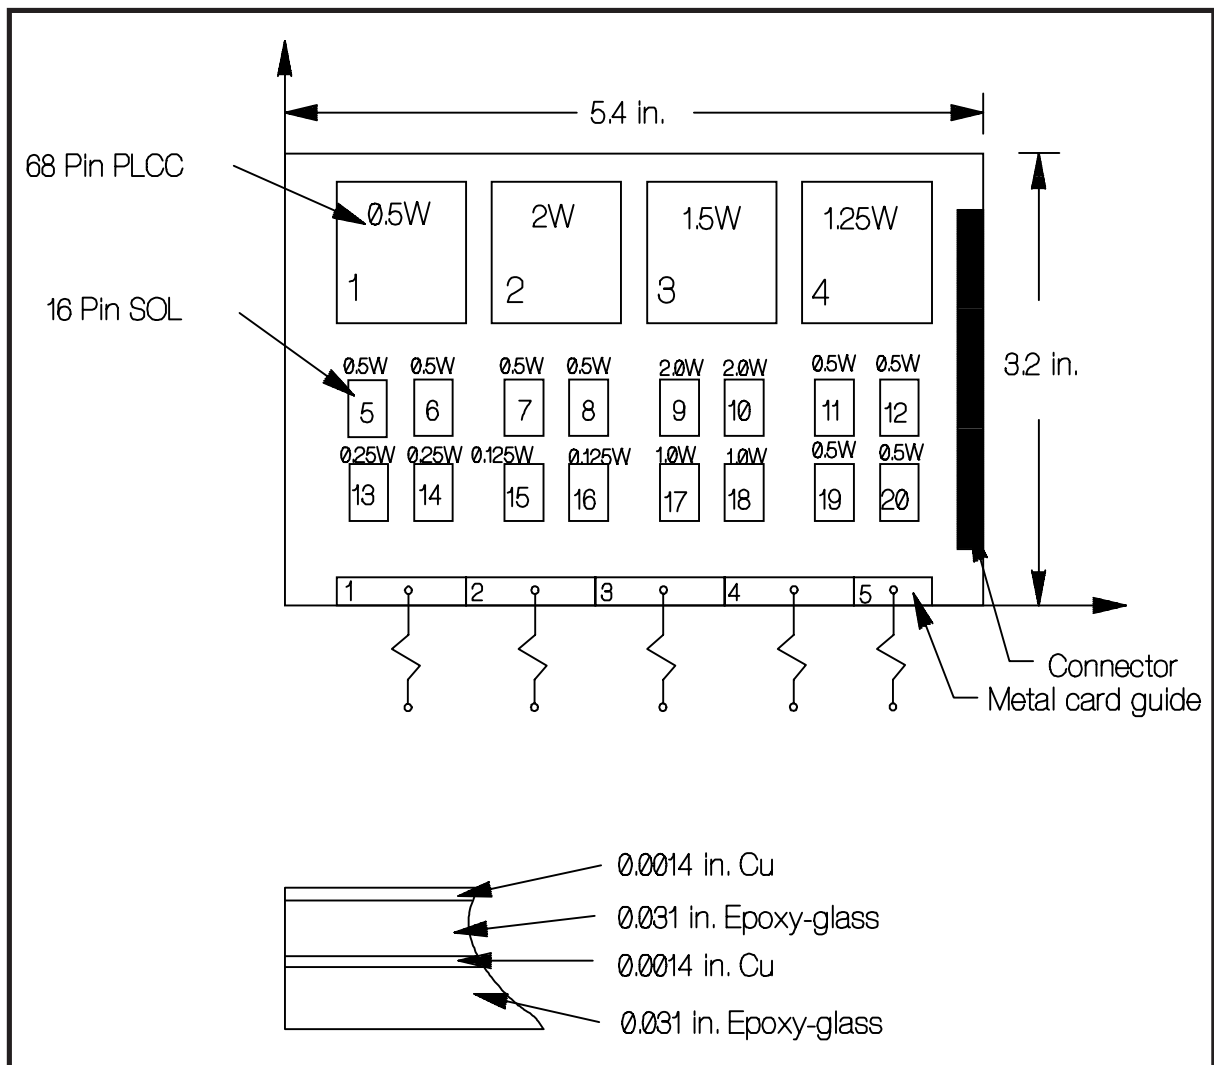 5.4 in.
68 Pin PLCC
0.5W 2W 1.5W 1.25W
1 2 3 4
16 Pin SOL
0.5W 0.5W 0.5W 0.5W 2.0W 2.0W 0.5W 0.5W
3.2 in.
5 6 7 8 9 10 11 12
0.25W 0.25W 0.125W 0.125W 1.0W 1.0W 0.5W 0.5W
13 14 15 16 17 18 19 20
1 2 3 4 5
Connector
Metal card guide
0.0014 in. Cu
0.031 in. Epoxy-glass
0.0014 in. Cu
0.031 in. Epoxy-glass